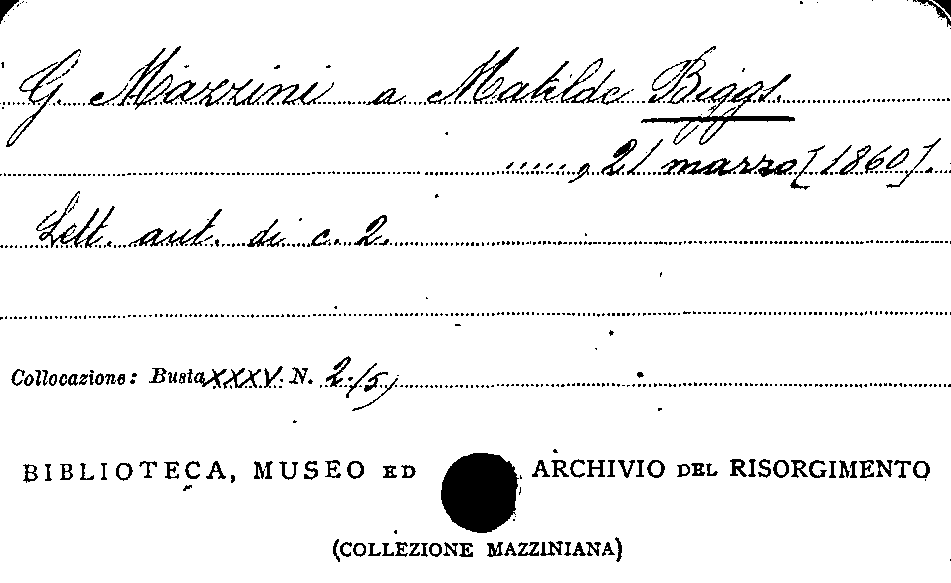 G. Mazzini a Matilde Biggs.
......, 21 marzo [1860].
Lett. aut. di c. 2.
Collocazione: Busta XXXV. N. 2./5)
BIBLIOTECA, MUSEO ED ARCHIVIO DEL RISORGIMENTO
(COLLEZIONE MAZZINIANA)